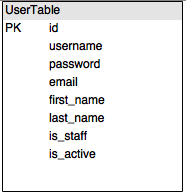 UserTable
PK id
username
password
email
first_name
last_name
is_staff
is_active